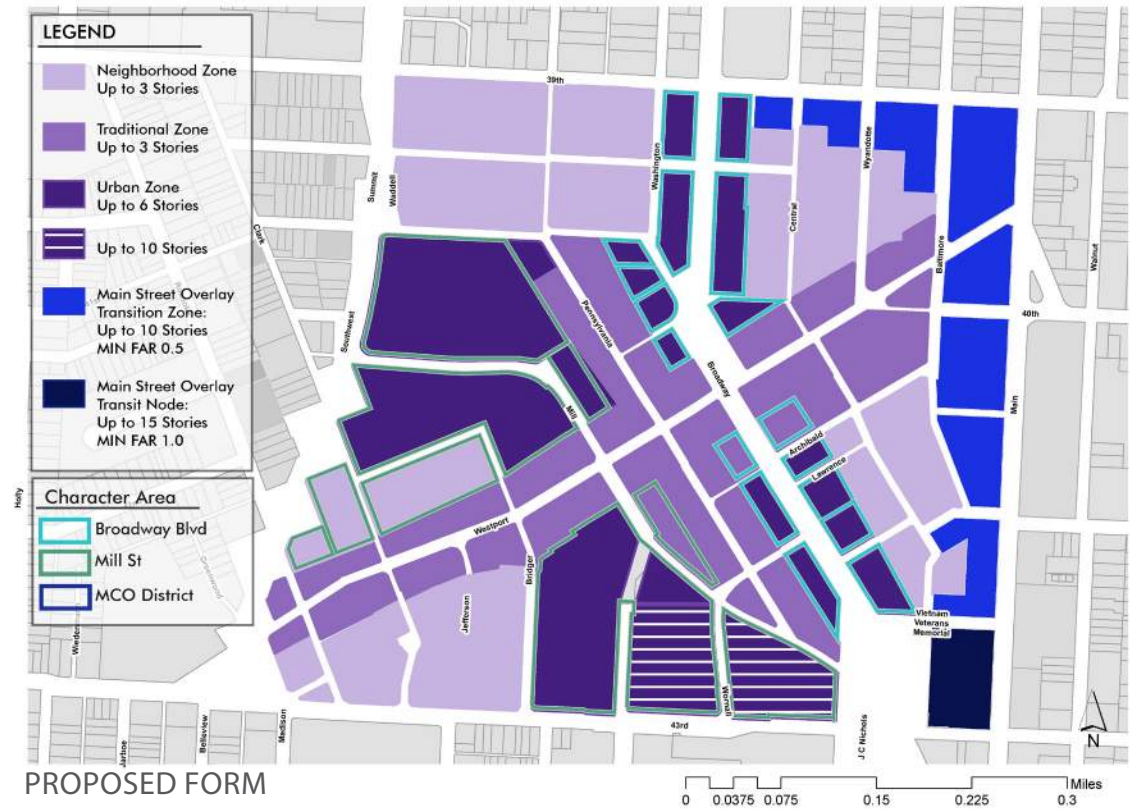 LEGEND
Neighborhood Zone
Up to 3 Stories
Traditional Zone
Up to 3 Stories
Urban Zone
Up to 6 Stories
Up to 10 Stories
Main Street Overlay
Transition Zone:
Up to 10 Stories
MIN FAR 0.5
Main Street Overlay
Transit Node:
Up to 15 Stories
MIN FAR 1.0
Character Area
Broadway Blvd
Mill St
MCO District
39th
Washington
Wyandotte
Summit
Waddell
Central
Clark
Baltimore
Walnut
Southwest
Pennsylvania
40th
Broadway
Main
Mill
Archibald
Lawrence
Holly
Westport
Bridger
Greenwood
Jefferson
Vietnam
Veterans
Memorial
Wornall
43rd
Madison
Bellsview
Jarboe
J C Nichols
N
PROPOSED FORM
Miles
0 0.0375 0.075 0.15 0.225 0.3